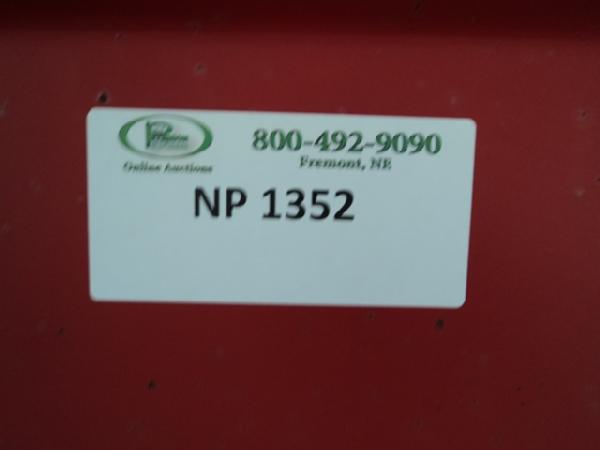 800-492-9090
Fremont, NE
Online Auctions
NP 1352